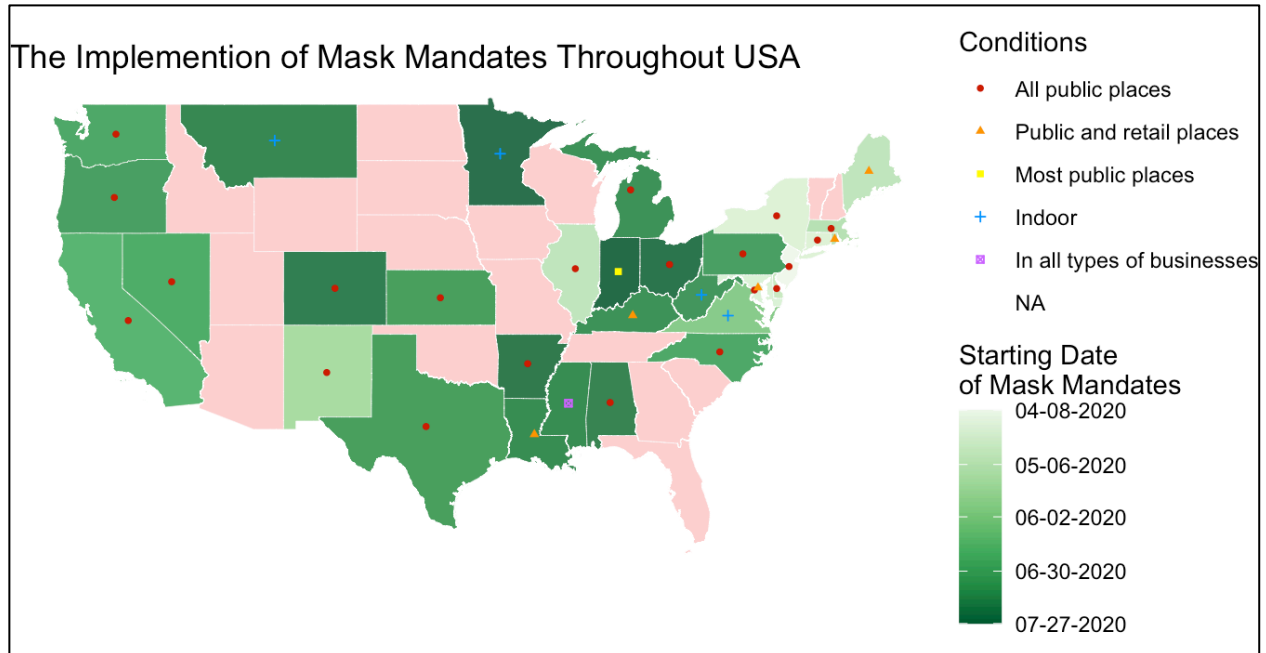 The Implemention of Mask Mandates Throughout USA
Conditions
All public places
Public and retail places
Most public places
Indoor
In all types of businesses
NA
Starting Date
of Mask Mandates
04-08-2020
05-06-2020
06-02-2020
06-30-2020
07-27-2020